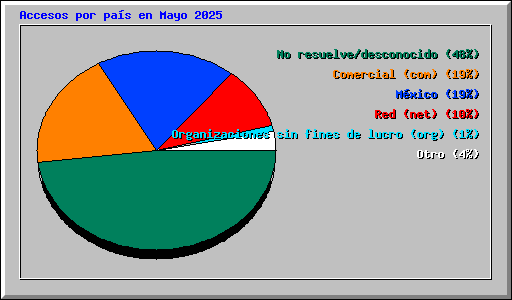 Accesos por país en Mayo 2025
No resuelve/desconocido (48%)
Comercial (com) (19%)
México (19%)
Red (net) (10%)
Organizaciones sin fines de lucro (org) (1%)
Otro (4%)